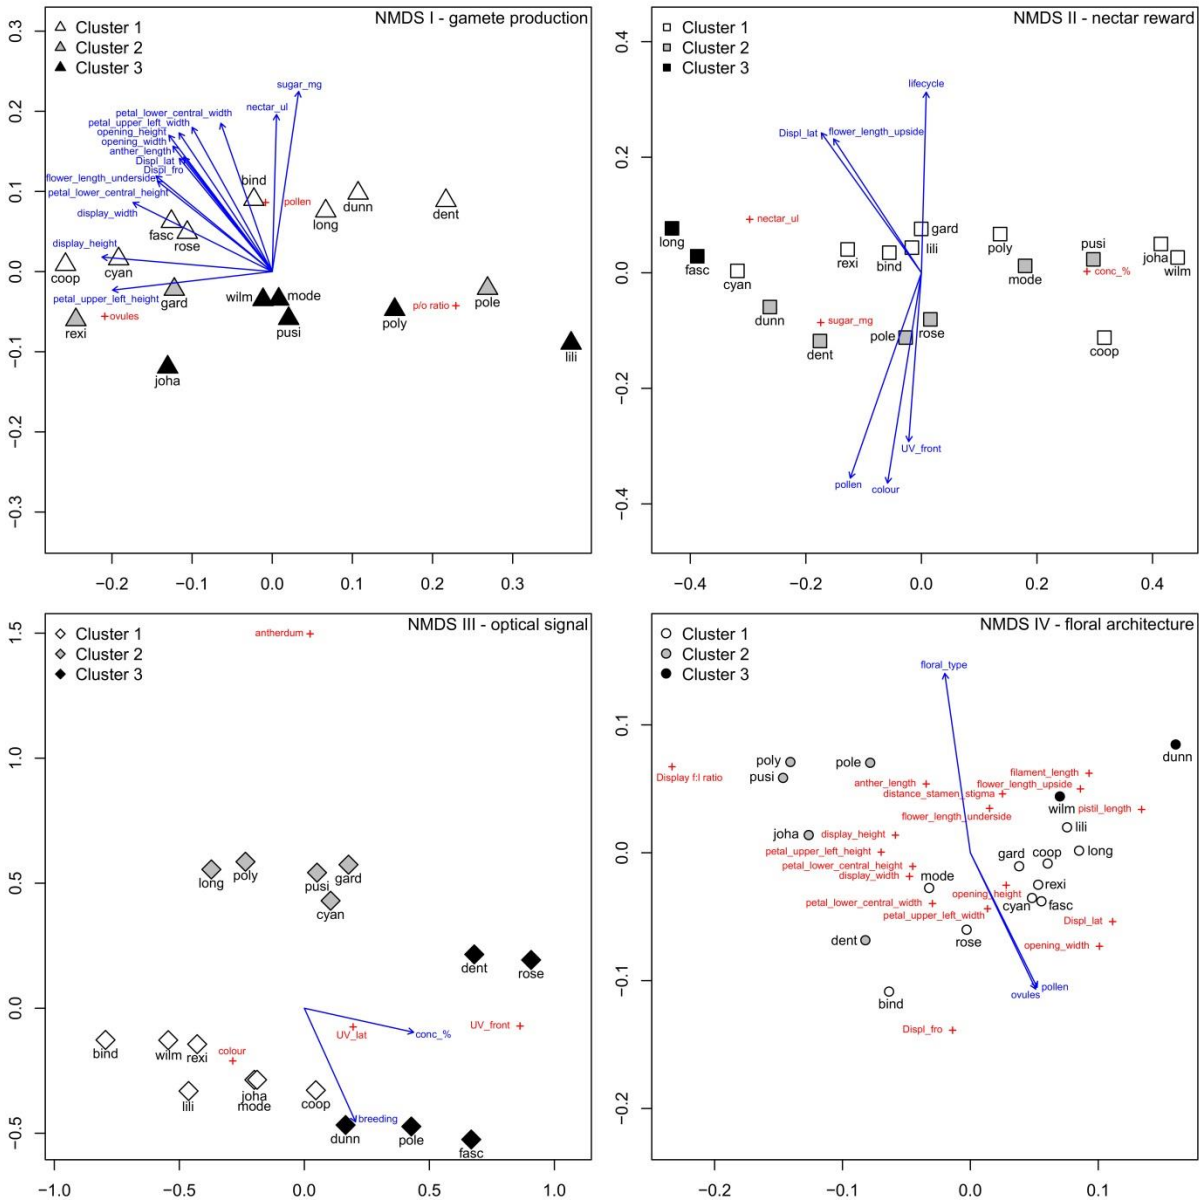 NMDS I - gamete production
Cluster 1
Cluster 2
Cluster 3
0.3
0.2
0.1
0.0
−0.1
−0.2
−0.3
sugar_mg
nectar_ul
petal_lower_central_width
petal_upper_left_width
opening_height
opening_width
anther_length
Displ_lat
Displ_fro
flower_length_underside
petal_lower_central_height
display_width
display_height
petal_upper_left_height
bind
pollen
long
dunn
dent
fasc
rose
coop
cyan
gard
rexi
ovules
wilm
mode
pusi
p/o ratio
poly
pole
lili
joha
−0.2
−0.1
0.0
0.1
0.2
0.3
NMDS II - nectar reward
Cluster 1
Cluster 2
Cluster 3
0.4
0.2
0.0
−0.2
−0.4
lifecycle
Displ_lat
flower_length_upside
nectar_ul
long
fasc
cyan
rexi
bind
lili
gard
poly
mode
pusi
conc_%
joha
wilm
dunn
sugar_mg
dent
pole
rose
coop
UV_front
pollen
colour
−0.4
−0.2
0.0
0.2
0.4
NMDS III - optical signal
Cluster 1
Cluster 2
Cluster 3
1.5
1.0
0.5
0.0
−0.5
antherdum
long
poly
pusi
gard
cyan
dent
rose
UV_front
UV_lat
conc_%
bind
wilm
rexi
colour
lili
joha
mode
coop
breeding
dunn
pole
fasc
−1.0
−0.5
0.0
0.5
1.0
NMDS IV - floral architecture
Cluster 1
Cluster 2
Cluster 3
0.1
0.0
−0.1
−0.2
floral_type
dunn
poly
pusi
pole
Display f:l ratio
anther_length
filament_length
flower_length_upside
distance_stamen_stigma
flower_length_underside
wilm
pistil_length
lili
joha
display_height
petal_upper_left_height
petal_lower_central_height
display_width
mode
gard
coop
long
rexi
opening_height
cyan
fasc
petal_lower_central_width
petal_upper_left_width
Displ_lat
rose
dent
opening_width
pollen
ovules
bind
Displ_fro
−0.2
−0.1
0.0
0.1